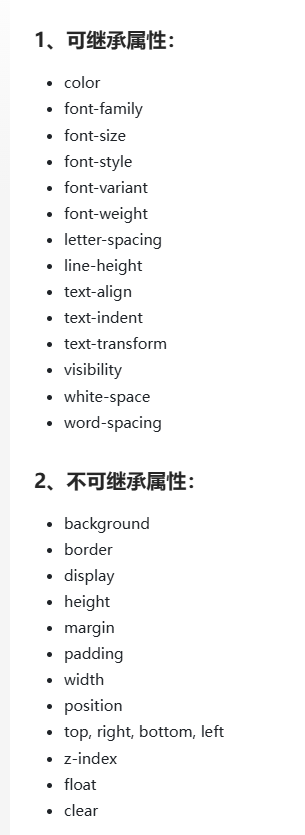 1、可继承属性：
color
font-family
font-size
font-style
font-variant
font-weight
letter-spacing
line-height
text-align
text-indent
text-transform
visibility
white-space
word-spacing
2、不可继承属性：
background
border
display
height
margin
padding
width
position
top, right, bottom, left
z-index
float
clear